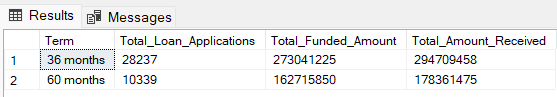 Results Messages
Term Total_Loan_Applications Total_Funded_Amount Total_Amount_Received
1 36 months 28237 273041225 294709458
2 60 months 10339 162715850 178361475